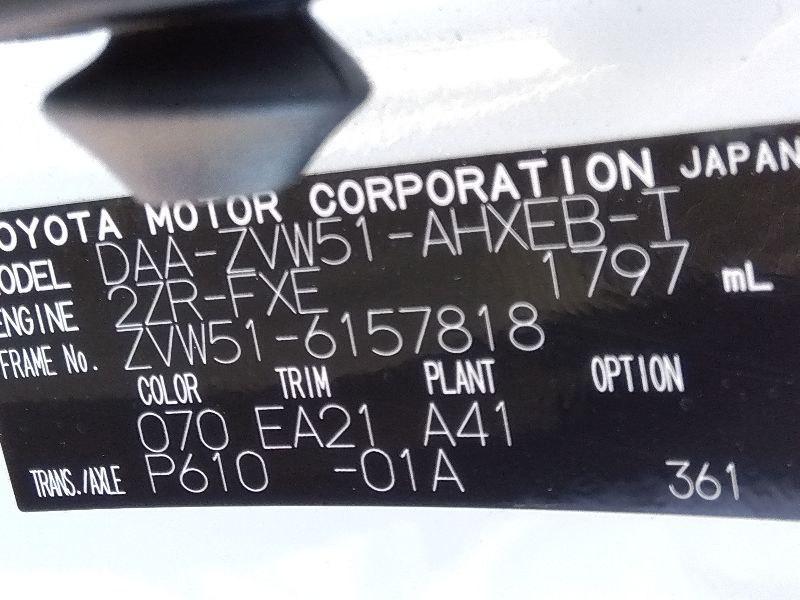 OYOTA MOTOR CORPORATION JAPAN
MODEL DAA-ZVW51-AHXEB-T
ENGINE 2ZR-FXE 1797 mL
FRAME No. ZVW51-6157818
COLOR TRIM PLANT OPTION
070 EA21 A41
TRANS./AXLE P610 -01A 361